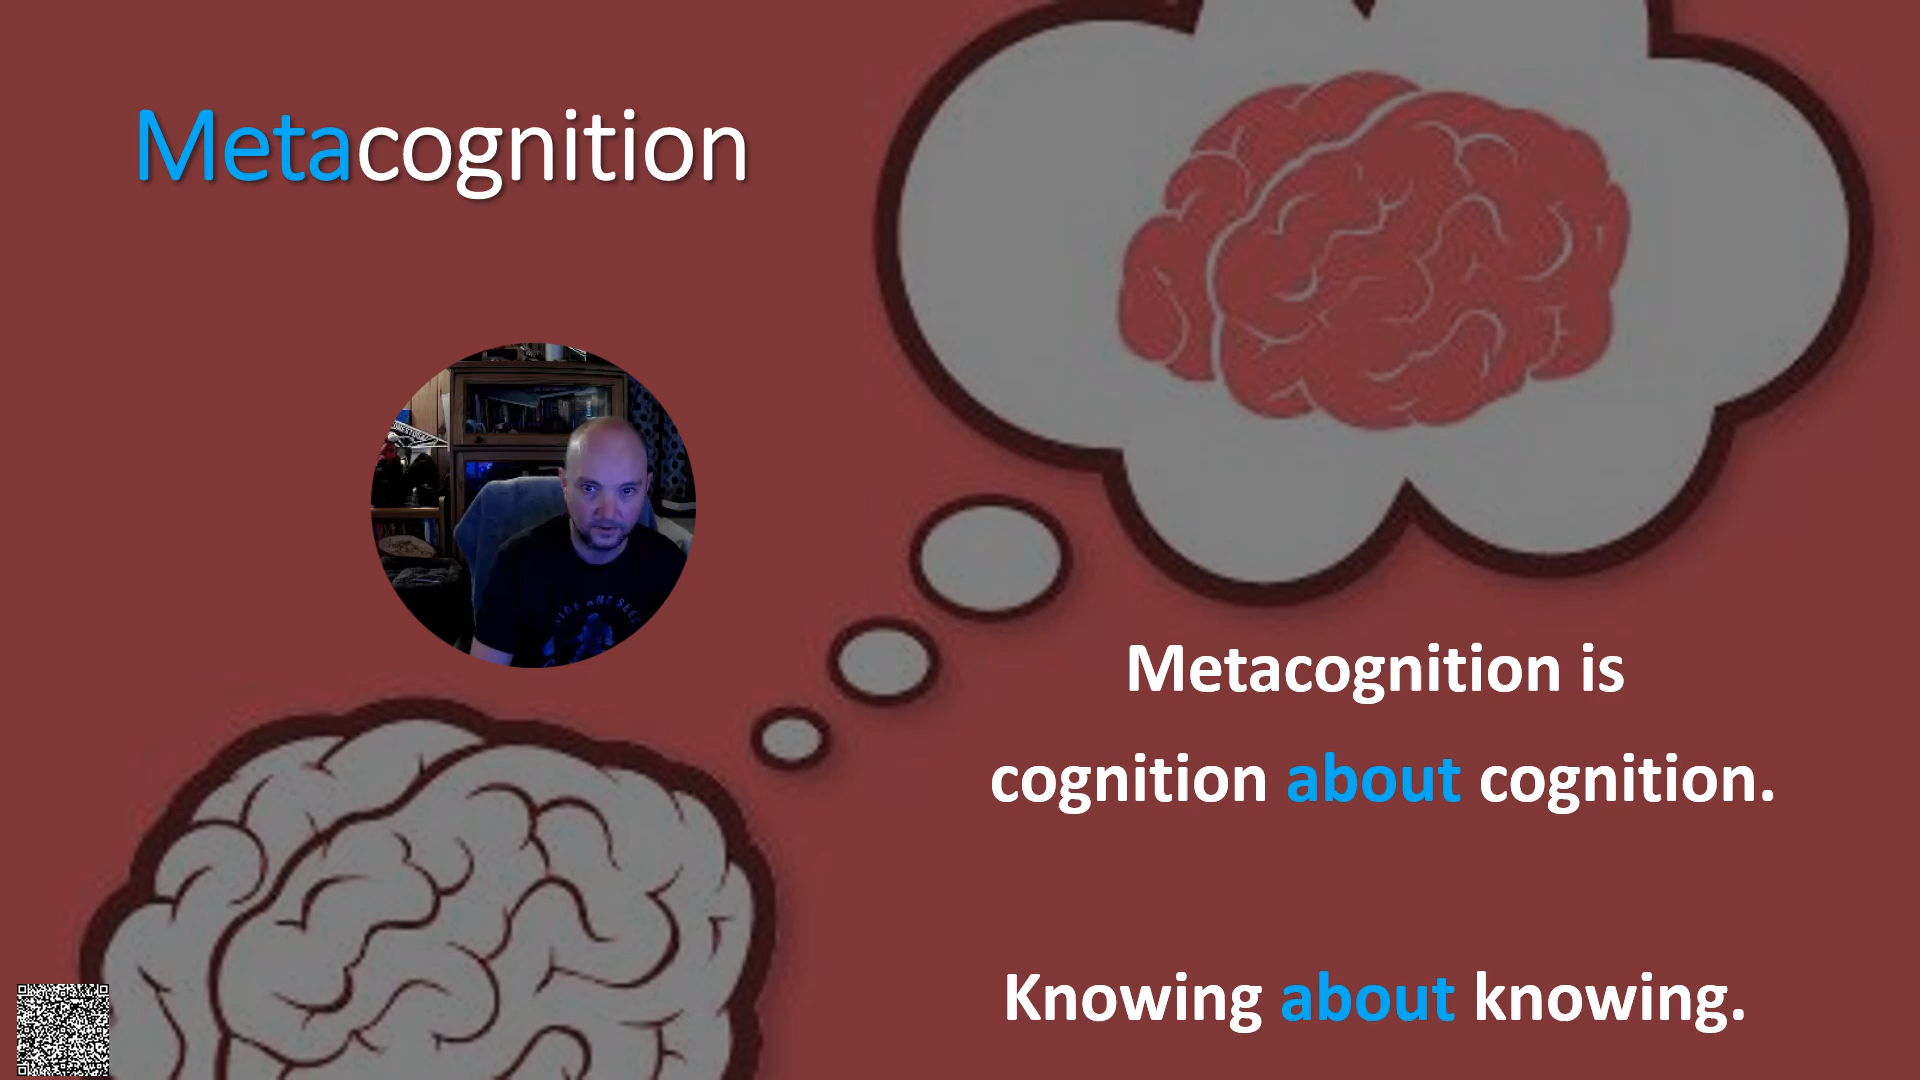 Metacognition
Metacognition is
cognition about cognition.
Knowing about knowing.